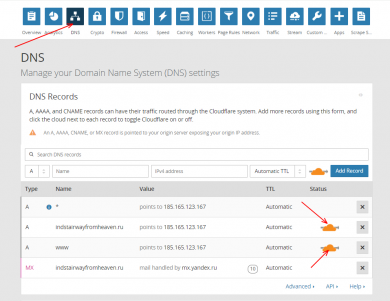 Overview Analytics DNS Crypto Firewall Access Speed Caching Workers Page Rules Network Traffic Stream Custom ... Apps Scrape S...
DNS
Manage your Domain Name System (DNS) settings
DNS Records
A, AAAA, and CNAME records can have their traffic routed through the Cloudflare system. Add more records using this form, and
click the cloud next to each record to toggle Cloudflare on or off.
An A, AAAA, CNAME, or MX record is pointed to your origin server exposing your origin IP address.
Search DNS records
A Name IPv4 address Automatic TTL Add Record
Type Name Value TTL Status
A * points to 185.165.123.167 Automatic
A indstairwayfromheaven.ru points to 185.165.123.167 Automatic
A www points to 185.165.123.167 Automatic
MX indstairwayfromheaven.ru mail handled by mx.yandex.ru 10 Automatic
Advanced API Help